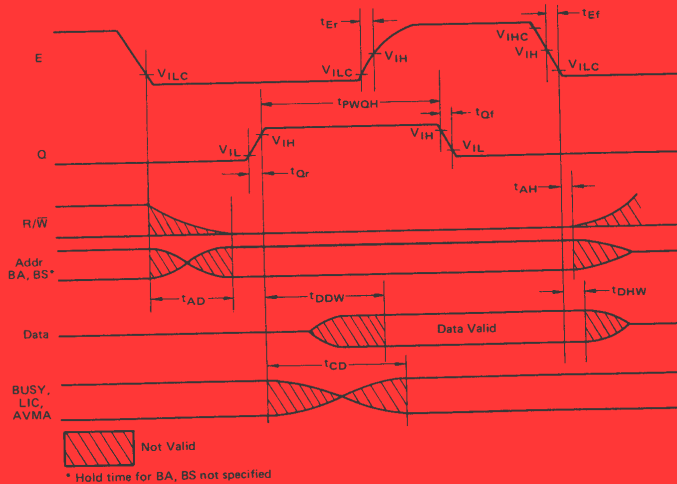 tEr
tEf
E
VILC
VILC
VIH
VIHC
VIH
VILC
tPWQH
tQf
Q
VIL
VIH
VIH
VIL
tQr
tAH
R/W̅
Addr
BA, BS*
tAD
tDDW
tDHW
Data
Data Valid
tCD
BUSY,
LIC,
AVMA
Not Valid
* Hold time for BA, BS not specified